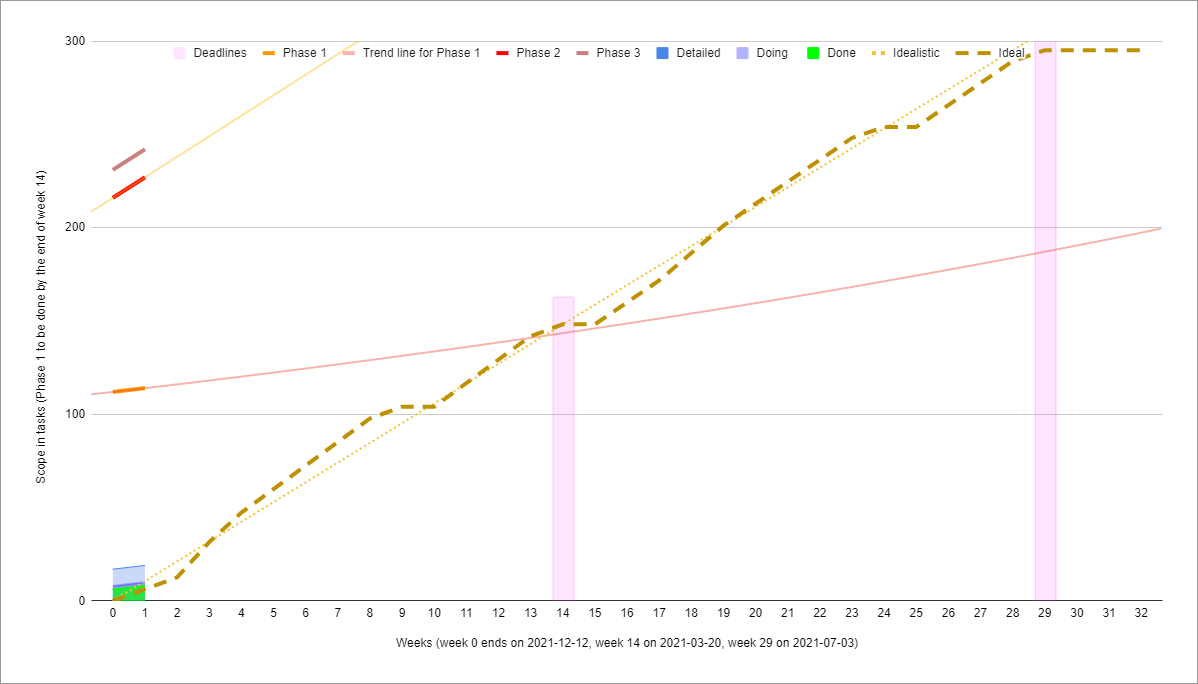 300
Deadlines Phase 1 Trend line for Phase 1 Phase 2 Phase 3 Detailed Doing Done Idealistic Ideal
200
100
0
Scope in tasks (Phase 1 to be done by the end of week 14)
0 1 2 3 4 5 6 7 8 9 10 11 12 13 14 15 16 17 18 19 20 21 22 23 24 25 26 27 28 29 30 31 32
Weeks (week 0 ends on 2021-12-12, week 14 on 2021-03-20, week 29 on 2021-07-03)